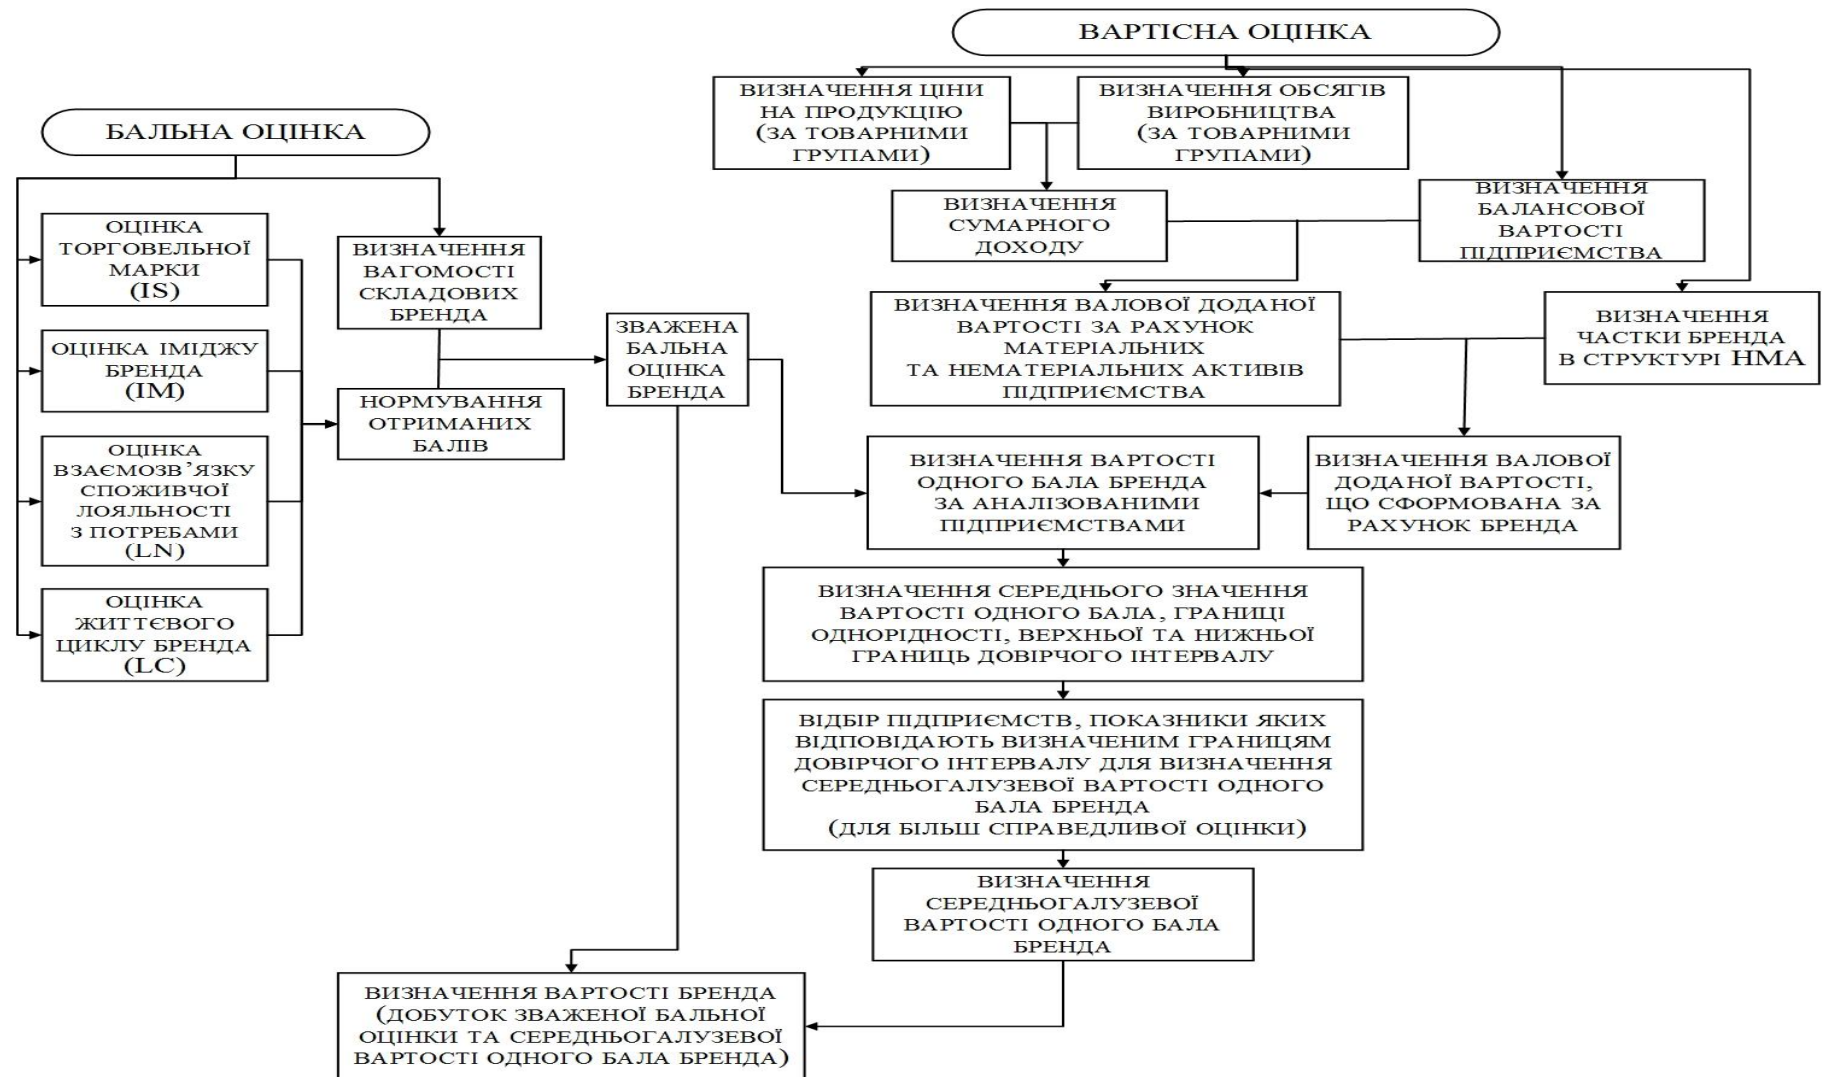 ВАРТІСНА ОЦІНКА
ВИЗНАЧЕННЯ ЦІНИ
НА ПРОДУКЦІЮ
(ЗА ТОВАРНИМИ
ГРУПАМИ)
ВИЗНАЧЕННЯ ОБСЯГІВ
ВИРОБНИЦТВА
(ЗА ТОВАРНИМИ
ГРУПАМИ)
БАЛЬНА ОЦІНКА
ВИЗНАЧЕННЯ
СУМАРНОГО
ДОХОДУ
ВИЗНАЧЕННЯ
БАЛАНСОВОЇ
ВАРТОСТІ
ПІДПРИЄМСТВА
ОЦІНКА
ТОРГОВЕЛЬНОЇ
МАРКИ
(IS)
ВИЗНАЧЕННЯ
ВАГОМОСТІ
СКЛАДОВИХ
БРЕНДА
ВИЗНАЧЕННЯ ВАЛОВОЇ ДОДАНОЇ
ВАРТОСТІ ЗА РАХУНОК
МАТЕРІАЛЬНИХ
ТА НЕМАТЕРІАЛЬНИХ АКТИВІВ
ПІДПРИЄМСТВА
ВИЗНАЧЕННЯ
ЧАСТКИ БРЕНДА
В СТРУКТУРІ НМА
ЗВАЖЕНА
БАЛЬНА
ОЦІНКА
БРЕНДА
ОЦІНКА ІМІДЖУ
БРЕНДА
(IM)
НОРМУВАННЯ
ОТРИМАНИХ
БАЛІВ
ОЦІНКА
ВЗАЄМОЗВ’ЯЗКУ
СПОЖИВЧОЇ
ЛОЯЛЬНОСТІ
З ПОТРЕБАМИ
(LN)
ВИЗНАЧЕННЯ ВАРТОСТІ
ОДНОГО БАЛА БРЕНДА
ЗА АНАЛІЗОВАНИМИ
ПІДПРИЄМСТВАМИ
ВИЗНАЧЕННЯ ВАЛОВОЇ
ДОДАНОЇ ВАРТОСТІ,
ЩО СФОРМОВАНА ЗА
РАХУНОК БРЕНДА
ОЦІНКА
ЖИТТЄВОГО
ЦИКЛУ БРЕНДА
(LC)
ВИЗНАЧЕННЯ СЕРЕДНЬОГО ЗНАЧЕННЯ
ВАРТОСТІ ОДНОГО БАЛА, ГРАНИЦІ
ОДНОРІДНОСТІ, ВЕРХНЬОЇ ТА НИЖНЬОЇ
ГРАНИЦЬ ДОВІРЧОГО ІНТЕРВАЛУ
ВІДБІР ПІДПРИЄМСТВ, ПОКАЗНИКИ ЯКИХ
ВІДПОВІДАЮТЬ ВИЗНАЧЕНИМ ГРАНИЦЯМ
ДОВІРЧОГО ІНТЕРВАЛУ ДЛЯ ВИЗНАЧЕННЯ
СЕРЕДНЬОГАЛУЗЕВОЇ ВАРТОСТІ ОДНОГО
БАЛА БРЕНДА
(ДЛЯ БІЛЬШ СПРАВЕДЛИВОЇ ОЦІНКИ)
ВИЗНАЧЕННЯ
СЕРЕДНЬОГАЛУЗЕВОЇ
ВАРТОСТІ ОДНОГО БАЛА
БРЕНДА
ВИЗНАЧЕННЯ ВАРТОСТІ БРЕНДА
(ДОБУТОК ЗВАЖЕНОЇ БАЛЬНОЇ
ОЦІНКИ ТА СЕРЕДНЬОГАЛУЗЕВОЇ
ВАРТОСТІ ОДНОГО БАЛА БРЕНДА)